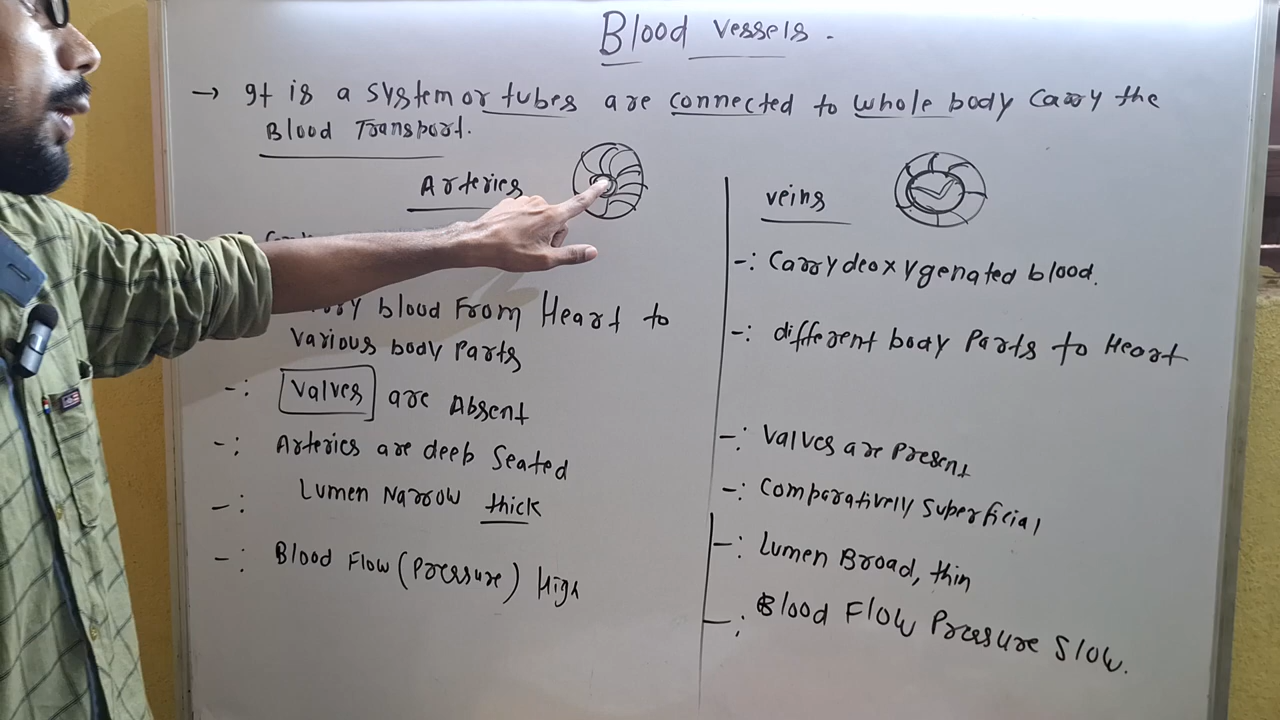 Blood vessels.
→ It is a system or tubes are connected to whole body Carry the
Blood Transport.
Arteries
blood From Heart to
various body Parts
-: Valves are Absent
-: Arteries are deep Seated
-: Lumen Narrow thick
-: Blood Flow (Pressure) High
veins
-: Carry deoxygenated blood.
-: different body Parts to Heart
-: Valves are Present
-: Comparatively Superficial
-: Lumen Broad, thin
-: Blood Flow Pressure Slow.